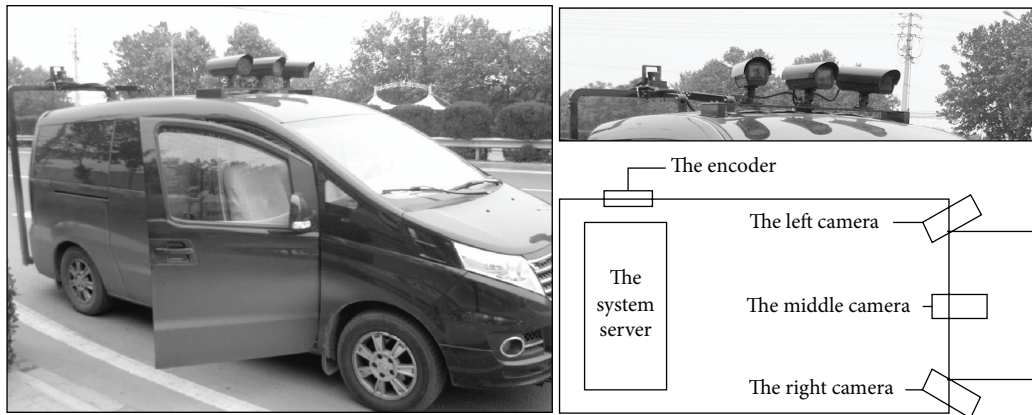 The encoder
The left camera
The
system
server
The middle camera
The right camera